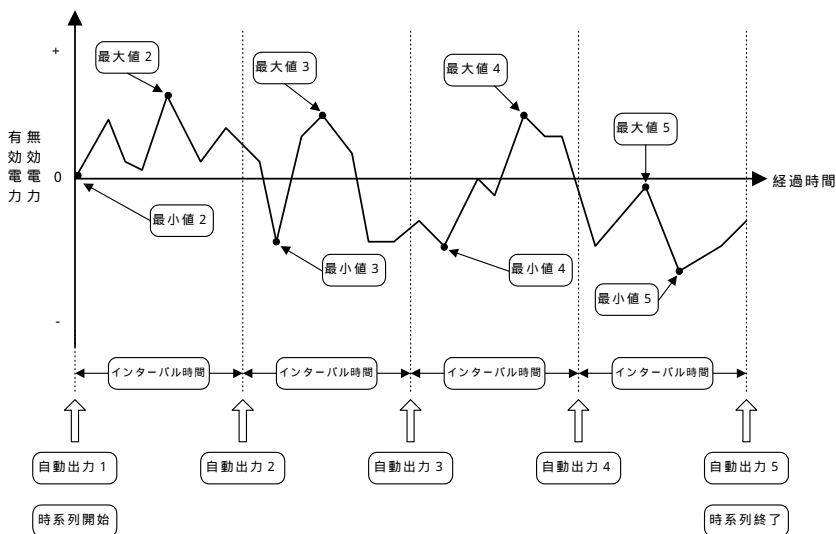 +
最大値2
最大値3
最大値4
最大値5
有効電力
無効電力
0
経過時間
最小値2
最小値3
最小値4
最小値5
-
インターバル時間
インターバル時間
インターバル時間
インターバル時間
自動出力1
自動出力2
自動出力3
自動出力4
自動出力5
時系列開始
時系列終了